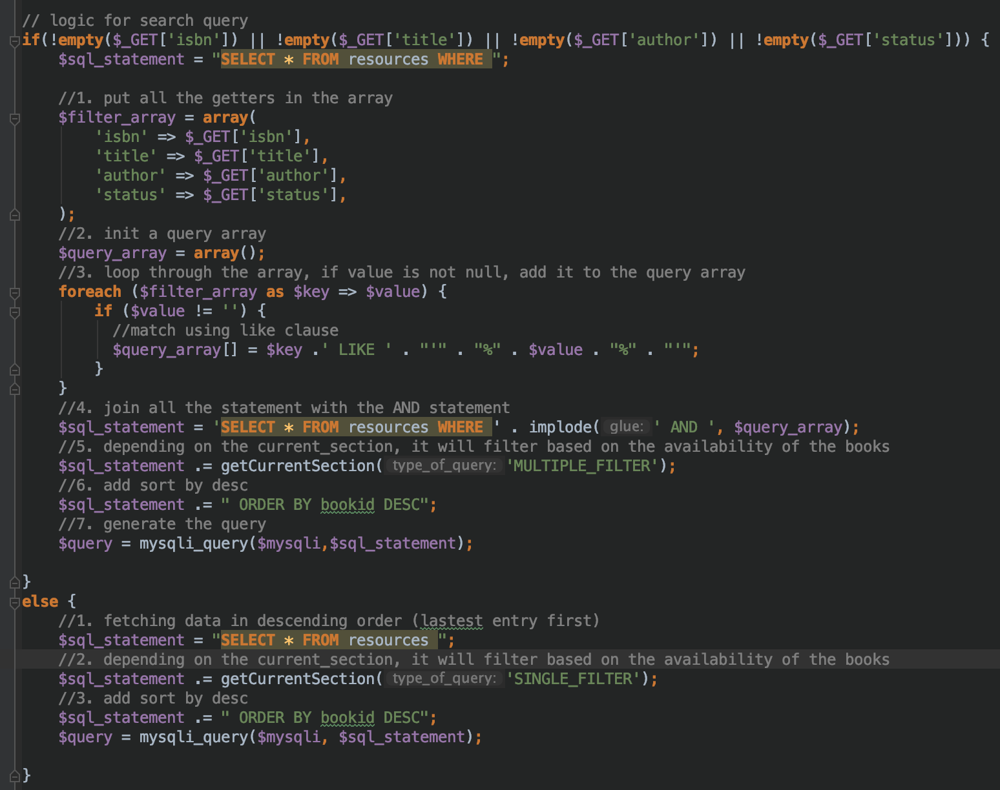 // logic for search query
if(!empty($_GET['isbn']) || !empty($_GET['title']) || !empty($_GET['author']) || !empty($_GET['status'])) {
    $sql_statement = "SELECT * FROM resources WHERE ";

    //1. put all the getters in the array
    $filter_array = array(
        'isbn' => $_GET['isbn'],
        'title' => $_GET['title'],
        'author' => $_GET['author'],
        'status' => $_GET['status'],
    );
    //2. init a query array
    $query_array = array();
    //3. loop through the array, if value is not null, add it to the query array
    foreach ($filter_array as $key => $value) {
        if ($value != '') {
          //match using like clause
          $query_array[] = $key .' LIKE ' . "'" . "%" . $value . "%" . "'";
        }
    }
    //4. join all the statement with the AND statement
    $sql_statement = 'SELECT * FROM resources WHERE ' . implode( glue: ' AND ', $query_array);
    //5. depending on the current_section, it will filter based on the availability of the books
    $sql_statement .= getCurrentSection( type_of_query: 'MULTIPLE_FILTER');
    //6. add sort by desc
    $sql_statement .= " ORDER BY bookid DESC";
    //7. generate the query
    $query = mysqli_query($mysqli,$sql_statement);

}
else {
    //1. fetching data in descending order (lastest entry first)
    $sql_statement = "SELECT * FROM resources ";
    //2. depending on the current_section, it will filter based on the availability of the books
    $sql_statement .= getCurrentSection( type_of_query: 'SINGLE_FILTER');
    //3. add sort by desc
    $sql_statement .= " ORDER BY bookid DESC";
    $query = mysqli_query($mysqli, $sql_statement);

}